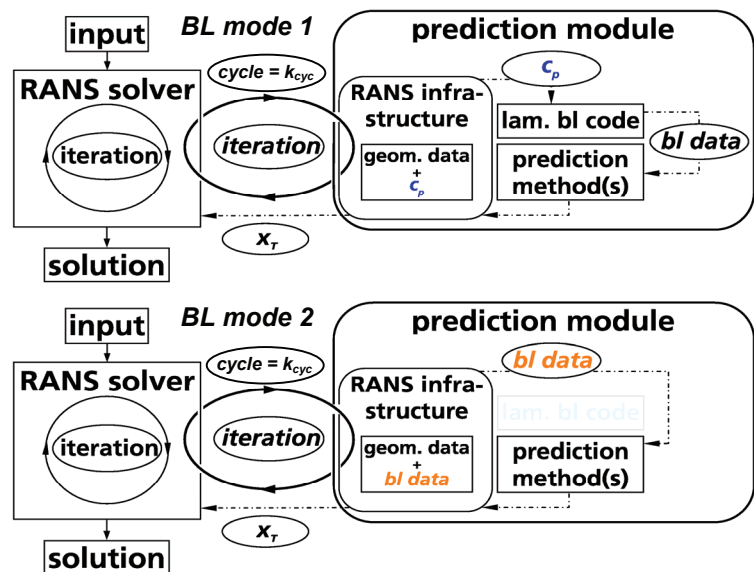 input
BL mode 1
prediction module
cycle = kcyc
cp
RANS solver
RANS infra-
structure
lam. bl code
iteration
iteration
bl data
geom. data
+
cp
prediction
method(s)
xT
solution
input
BL mode 2
prediction module
cycle = kcyc
bl data
RANS solver
RANS infra-
structure
lam. bl code
iteration
iteration
geom. data
+
bl data
prediction
method(s)
xT
solution